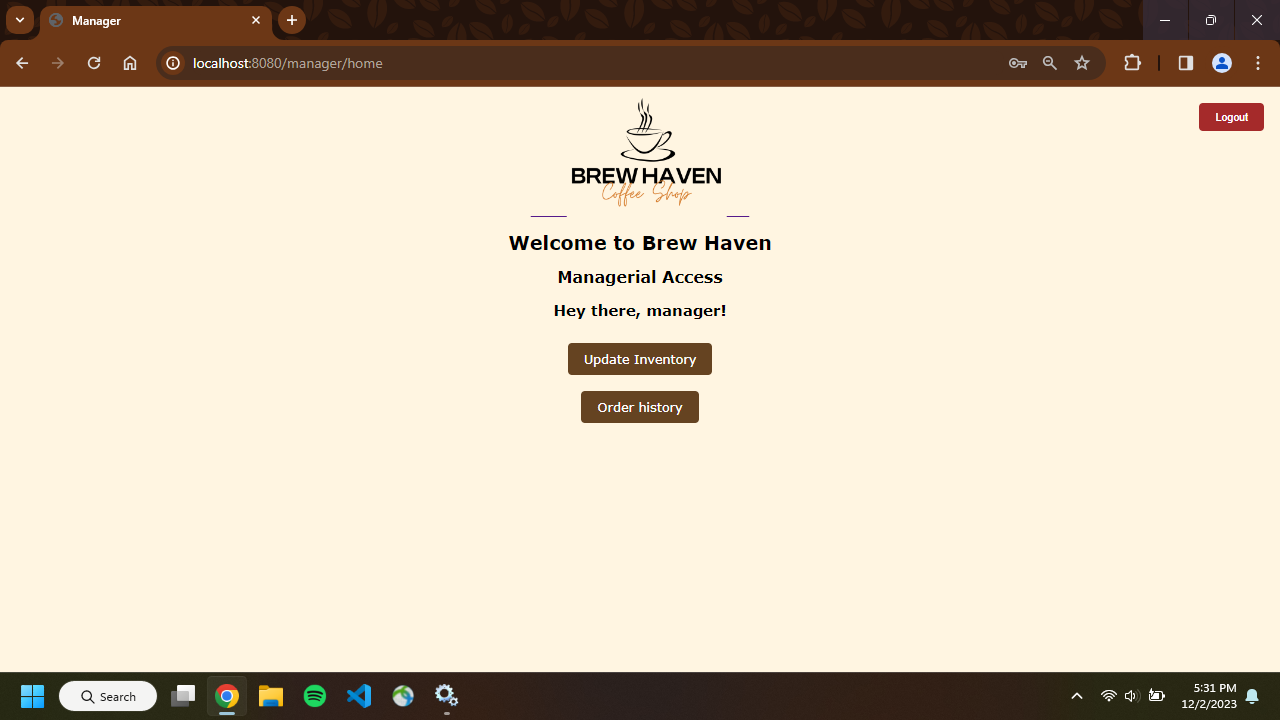 Manager
localhost:8080/manager/home
Logout
BREW HAVEN
Coffee Shop
Welcome to Brew Haven
Managerial Access
Hey there, manager!
Update Inventory
Order history
Search
5:31 PM
12/2/2023